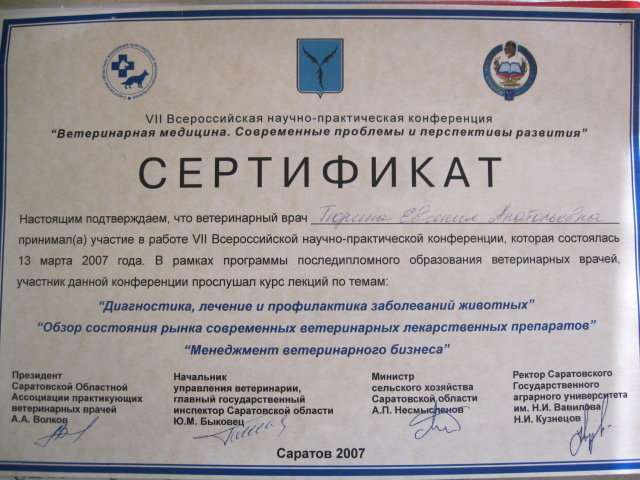 VII Всероссийская научно-практическая конференция
“Ветеринарная медицина. Современные проблемы и перспективы развития”
СЕРТИФИКАТ
Настоящим подтверждаем, что ветеринарный врач Тюрина Евгения Анатольевна
принимал(а) участие в работе VII Всероссийской научно-практической конференции, которая состоялась
13 марта 2007 года. В рамках программы последипломного образования ветеринарных врачей,
участник данной конференции прослушал курс лекций по темам:
“Диагностика, лечение и профилактика заболеваний животных”
“Обзор состояния рынка современных ветеринарных лекарственных препаратов”
“Менеджмент ветеринарного бизнеса”
Президент
Саратовской Областной
Ассоциации практикующих
ветеринарных врачей
А.А. Волков
Начальник
управления ветеринарии,
главный государственный
инспектор Саратовской области
Ю.М. Быковец
Министр
сельского хозяйства
Саратовской области
А.П. Несмысленов
Ректор Саратовского
Государственного
аграрного университета
им. Н.И. Вавилова
Н.И. Кузнецов
Саратов 2007